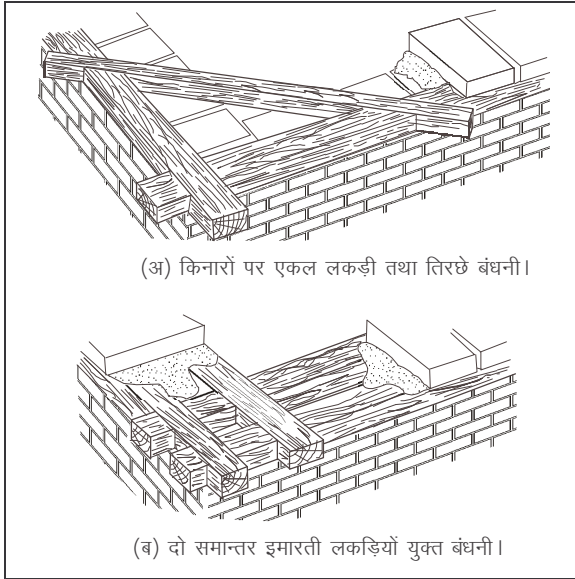 (अ) किनारों पर एकल लकड़ी तथा तिरछे बंधनी।
(ब) दो समान्तर इमारती लकड़ियों युक्त बंधनी।